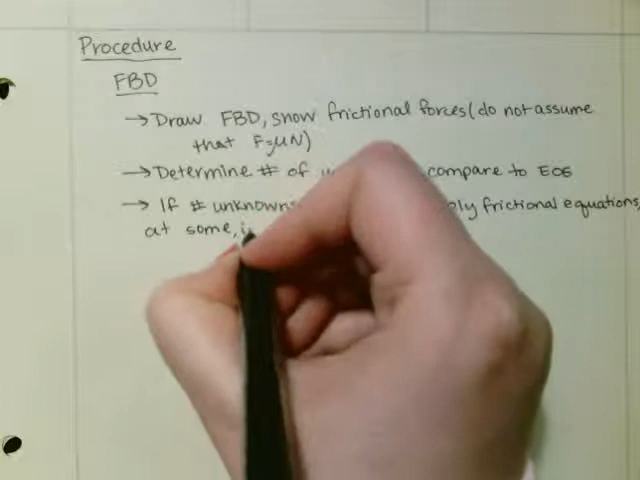 Procedure
FBD
→ Draw FBD, show frictional forces (do not assume
that F=μN)
→ Determine # of compare to EOE
→ If # unknowns frictional equations,
at some,